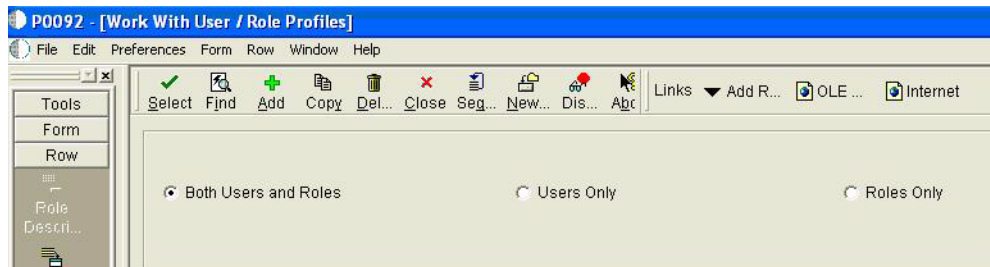 P0092 - [Work With User / Role Profiles]
File Edit Preferences Form Row Window Help
Tools
Form
Row
Role
Descri...
Select Find Add Copy Del... Close Seq... New... Dis... Abc Links Add R... OLE ... Internet
Both Users and Roles Users Only Roles Only